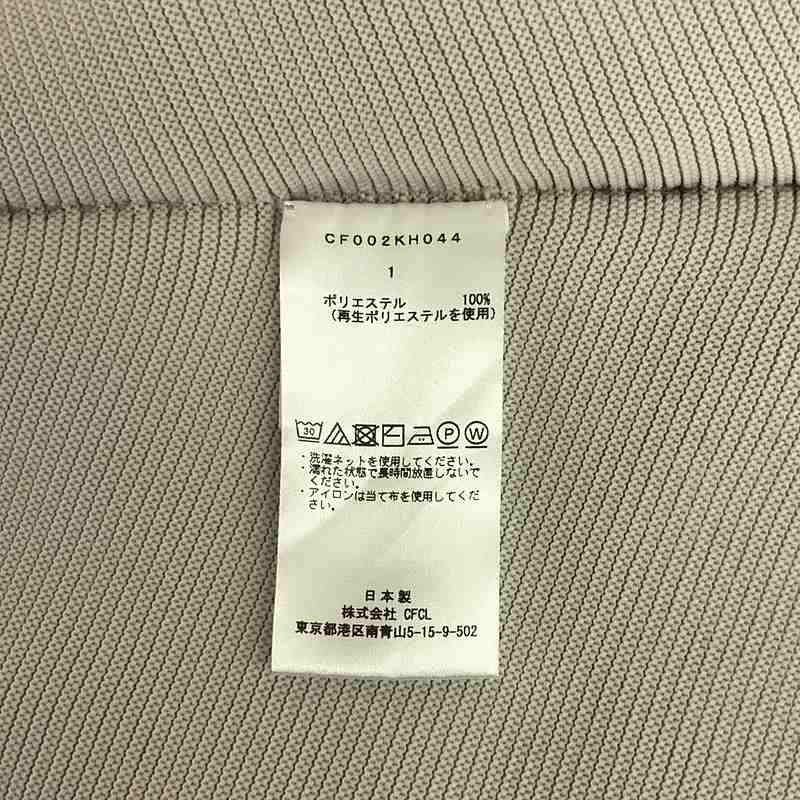 CF002KH044
1
ポリエステル 100%
(再生ポリエステルを使用)
30 P W
・洗濯ネットを使用してください。
・濡れた状態で長時間放置しないで
ください。
・アイロンは当て布を使用してくだ
さい。
日本製
株式会社 CFCL
東京都港区南青山5-15-9-502